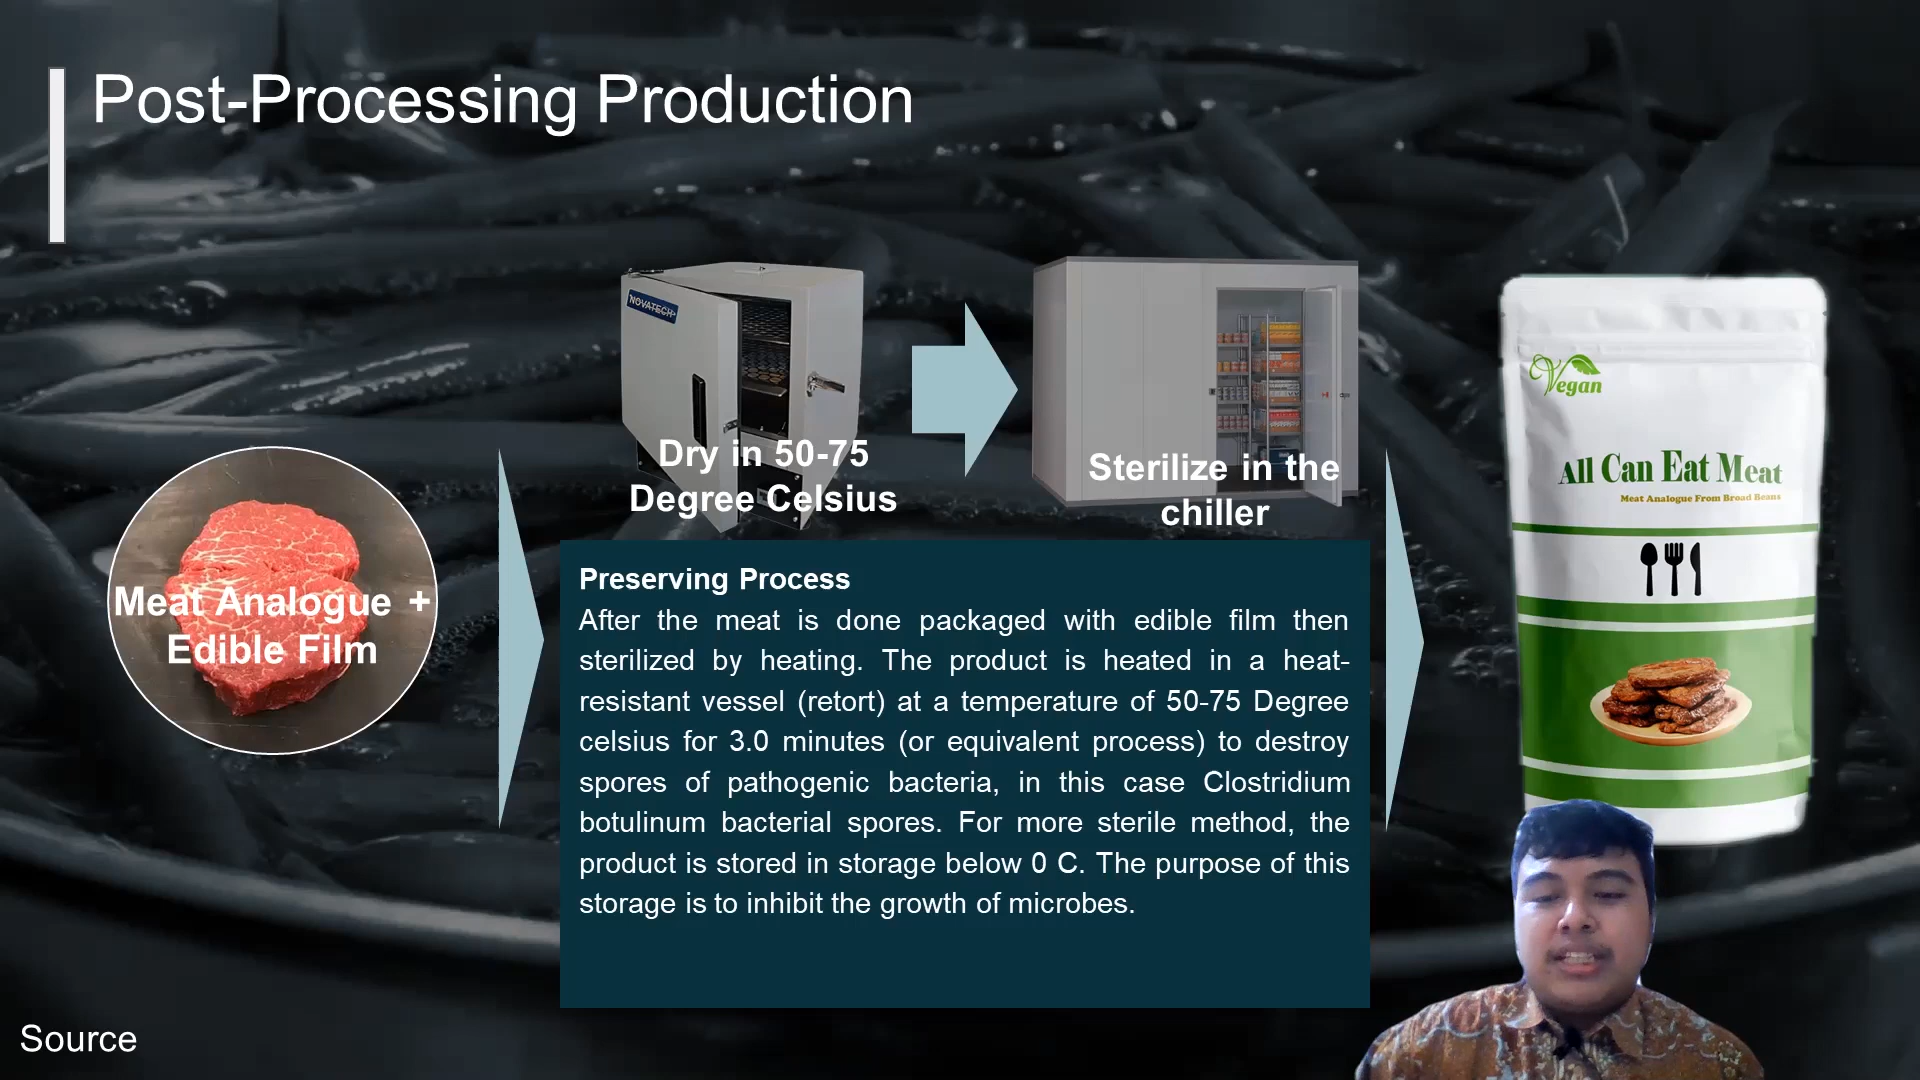 Post-Processing Production
NOVATECH
Dry in 50-75
Degree Celsius
Sterilize in the
chiller
Meat Analogue +
Edible Film
Preserving Process
After the meat is done packaged with edible film then
sterilized by heating. The product is heated in a heat-
resistant vessel (retort) at a temperature of 50-75 Degree
celsius for 3.0 minutes (or equivalent process) to destroy
spores of pathogenic bacteria, in this case Clostridium
botulinum bacterial spores. For more sterile method, the
product is stored in storage below 0 C. The purpose of this
storage is to inhibit the growth of microbes.
Vegan
All Can Eat Meat
Meat Analogue From Broad Beans
Source